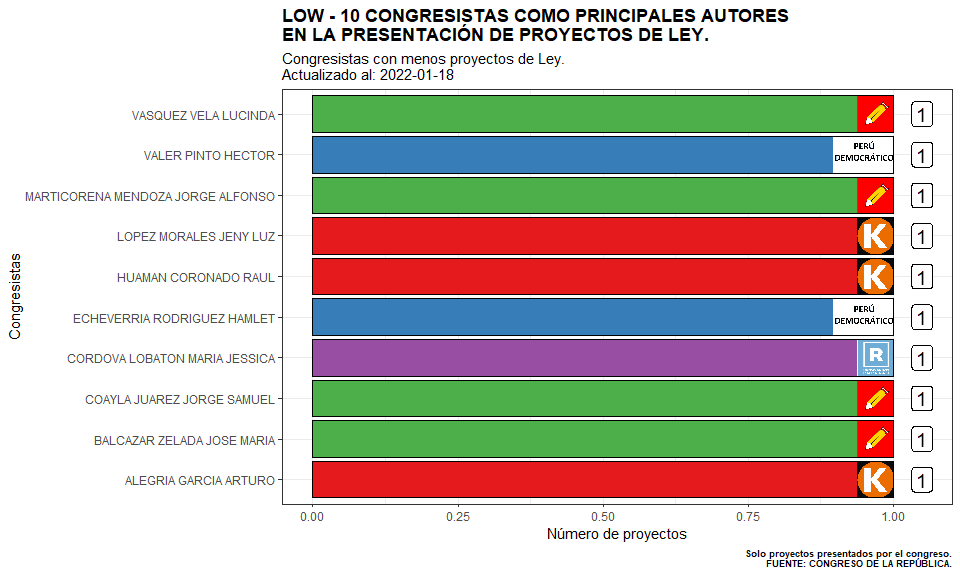 LOW - 10 CONGRESISTAS COMO PRINCIPALES AUTORES
EN LA PRESENTACIÓN DE PROYECTOS DE LEY.
Congresistas con menos proyectos de Ley.
Actualizado al: 2022-01-18
Congresistas
VASQUEZ VELA LUCINDA
1
VALER PINTO HECTOR
PERÚ
DEMOCRÁTICO
1
MARTICORENA MENDOZA JORGE ALFONSO
1
LOPEZ MORALES JENY LUZ
K
1
HUAMAN CORONADO RAUL
K
1
ECHEVERRIA RODRIGUEZ HAMLET
PERÚ
DEMOCRÁTICO
1
CORDOVA LOBATON MARIA JESSICA
R
1
COAYLA JUAREZ JORGE SAMUEL
1
BALCAZAR ZELADA JOSE MARIA
1
ALEGRIA GARCIA ARTURO
K
1
0.00 0.25 0.50 0.75 1.00
Número de proyectos
Solo proyectos presentados por el congreso.
FUENTE: CONGRESO DE LA REPÚBLICA.